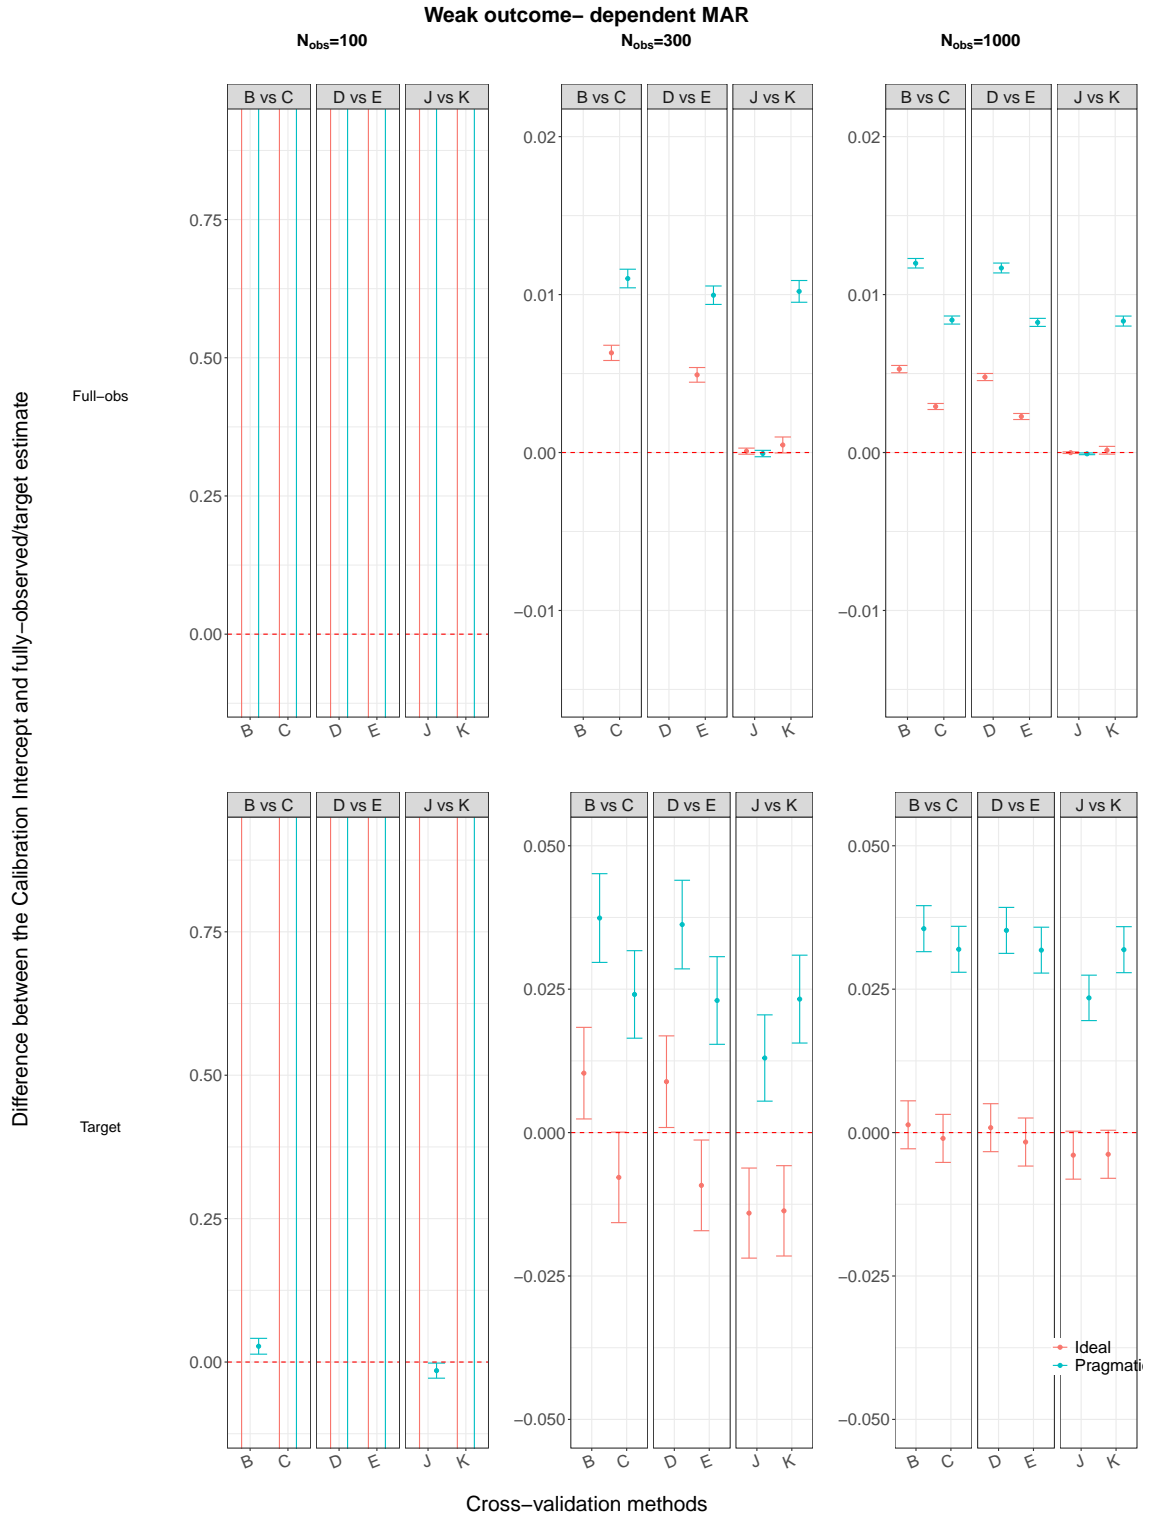 Weak outcome− dependent MAR
Nobs=100 Nobs=300 Nobs=1000
B vs C D vs E J vs K B vs C D vs E J vs K B vs C D vs E J vs K
0.75
0.50
0.25
0.00
0.02
0.01
0.00
−0.01
0.02
0.01
0.00
−0.01
B C D E J K B C D E J K B C D E J K
Full−obs
Difference between the Calibration Intercept and fully−observed/target estimate
B vs C D vs E J vs K B vs C D vs E J vs K B vs C D vs E J vs K
0.75
0.50
0.25
0.00
0.050
0.025
0.000
−0.025
−0.050
0.050
0.025
0.000
−0.025
−0.050
Target
Ideal
Pragmati
B C D E J K B C D E J K B C D E J K
Cross−validation methods